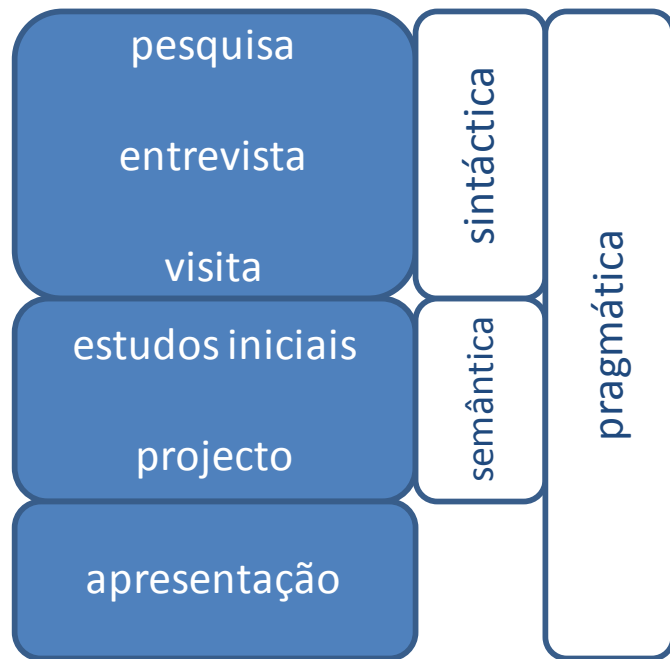 pesquisa
entrevista
visita
estudos iniciais
projecto
apresentação
sintáctica
semântica
pragmática